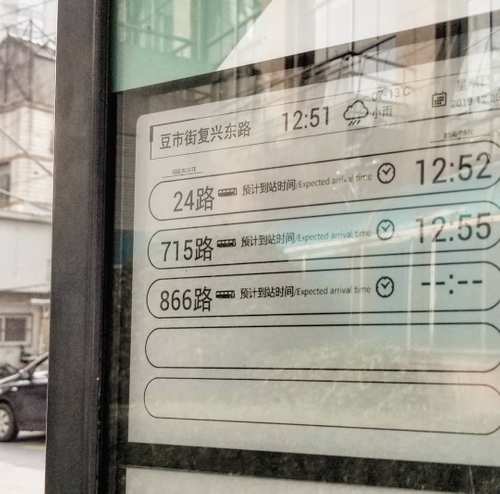 豆市街复兴东路 12:51 小雨
24路 预计到站时间/Expected arrival time 12:52
715路 预计到站时间/Expected arrival time 12:55
866路 预计到站时间/Expected arrival time --:--